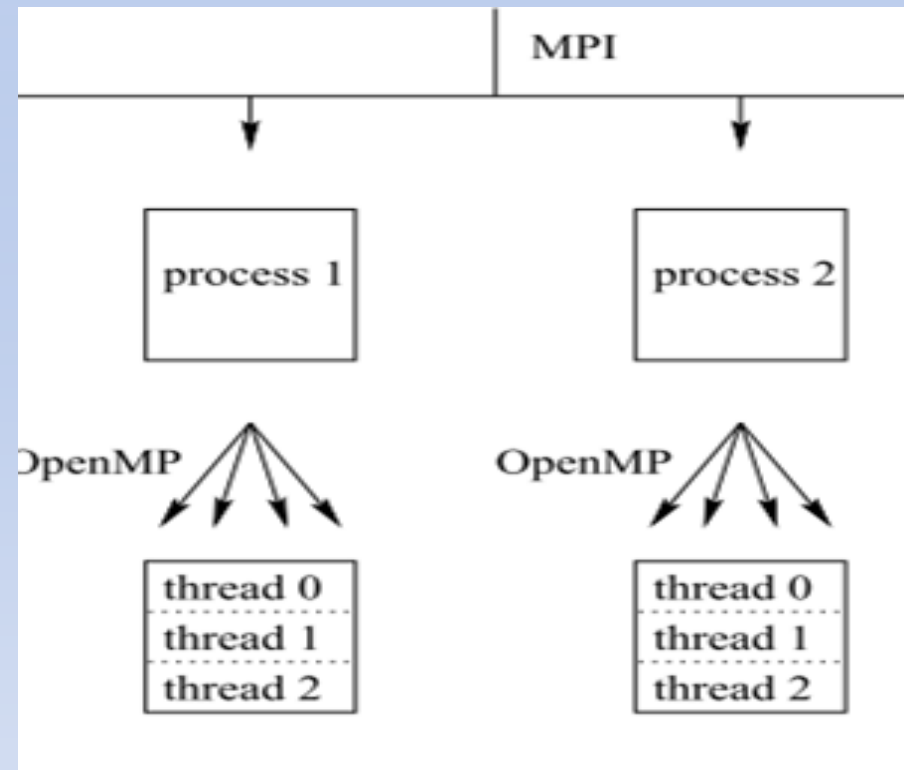 MPI
process 1
process 2
OpenMP
OpenMP
thread 0
thread 1
thread 2
thread 0
thread 1
thread 2